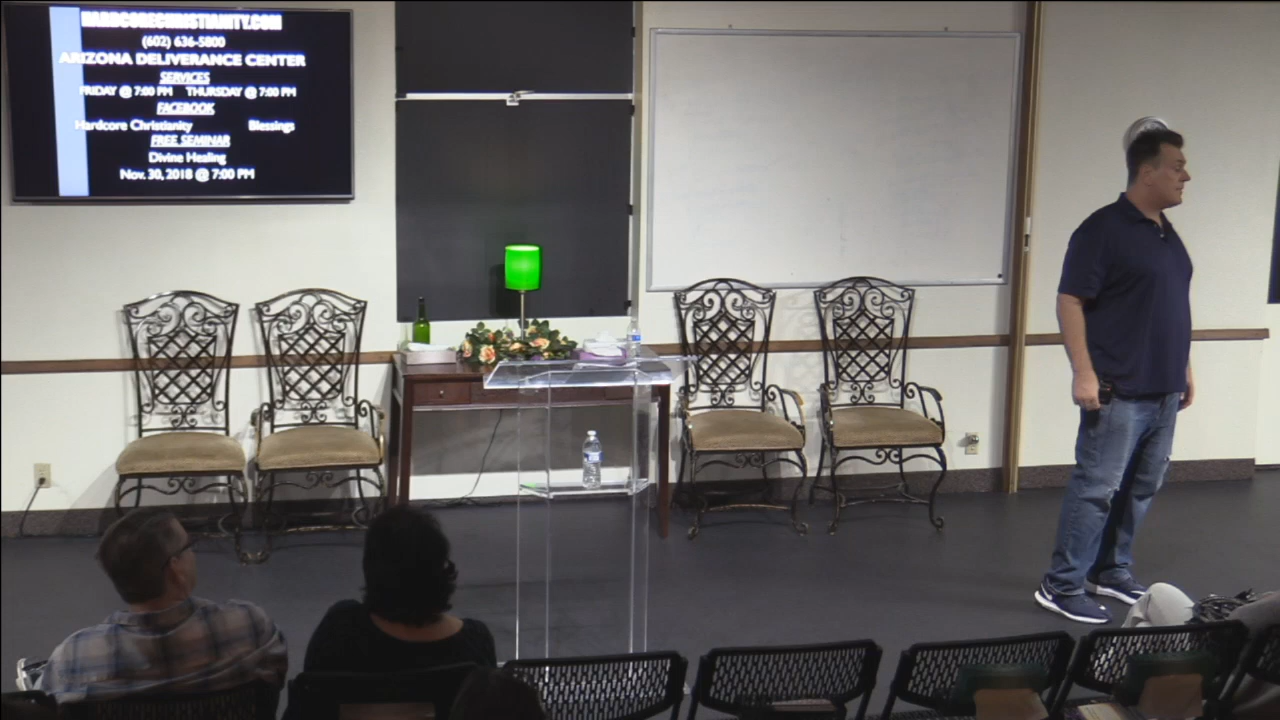 HARDCORECHRISTIANITY.COM
(602) 636-5800
ARIZONA DELIVERANCE CENTER
SERVICES
FRIDAY @ 7:00 PM THURSDAY @ 7:00 PM
FACEBOOK
Hardcore Christianity Blessings
FREE SEMINAR
Divine Healing
Nov. 30, 2018 @ 7:00 PM